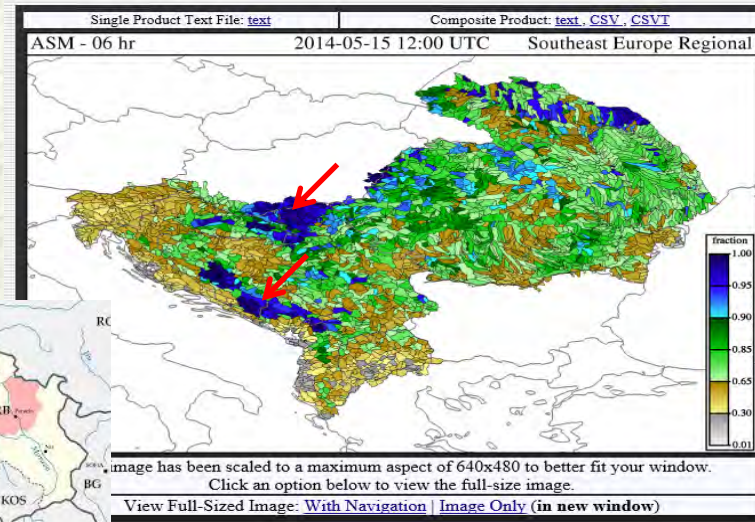 Single Product Text File: text
Composite Product: text , CSV , CSVT
ASM - 06 hr
2014-05-15 12:00 UTC
Southeast Europe Regional
fraction
1.00
0.95
0.90
0.85
0.65
0.30
0.01
image has been scaled to a maximum aspect of 640x480 to better fit your window.
Click an option below to view the full-size image.
View Full-Sized Image: With Navigation | Image Only (in new window)
BG
KOS